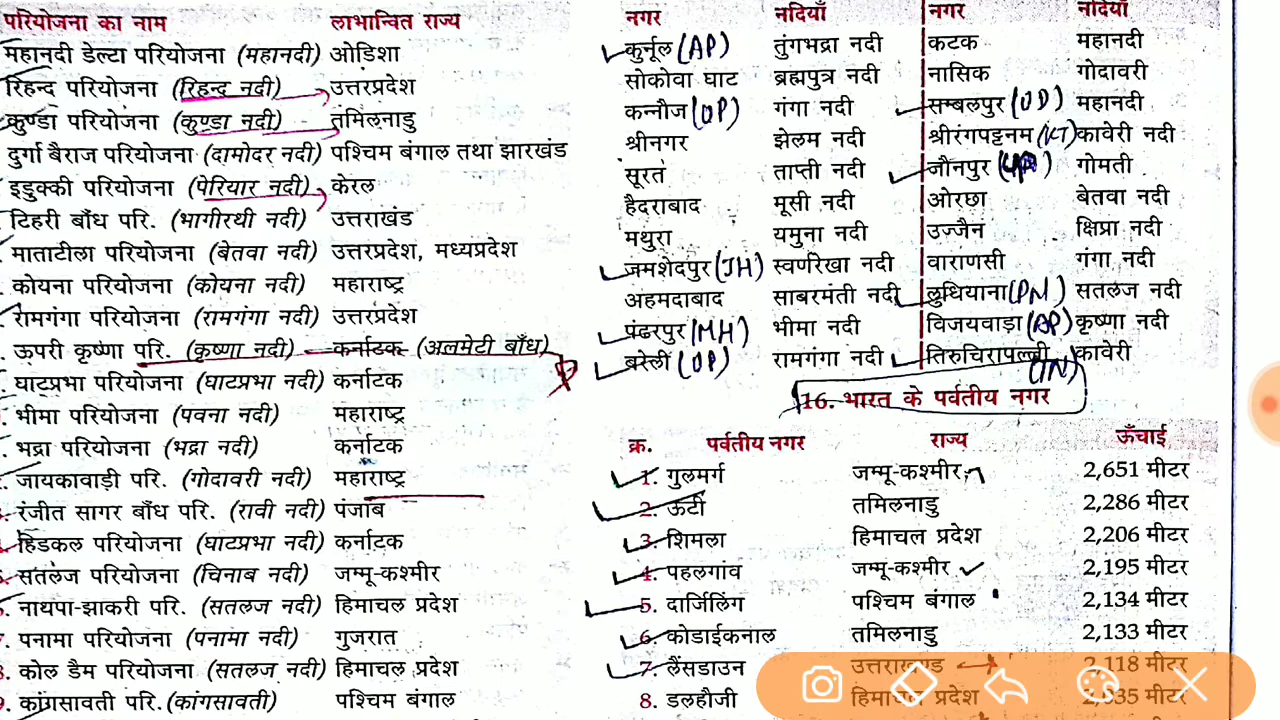 परियोजना का नाम लाभान्वित राज्य
महानदी डेल्टा परियोजना (महानदी) ओडिशा
रिहन्द परियोजना (रिहन्द नदी) उत्तरप्रदेश
कुण्डा परियोजना (कुण्डा नदी) तमिलनाडु
दुर्गा बैराज परियोजना (दामोदर नदी) पश्चिम बंगाल तथा झारखंड
इडुक्की परियोजना (पेरियार नदी) केरल
टिहरी बाँध परि. (भागीरथी नदी) उत्तराखंड
माताटीला परियोजना (बेतवा नदी) उत्तरप्रदेश, मध्यप्रदेश
कोयना परियोजना (कोयना नदी) महाराष्ट्र
रामगंगा परियोजना (रामगंगा नदी) उत्तरप्रदेश
ऊपरी कृष्णा परि. (कृष्णा नदी) कर्नाटक (अलमेटी बाँध)
घाटप्रभा परियोजना (घाटप्रभा नदी) कर्नाटक
भीमा परियोजना (पवना नदी) महाराष्ट्र
भद्रा परियोजना (भद्रा नदी) कर्नाटक
जायकावाड़ी परि. (गोदावरी नदी) महाराष्ट्र
रंजीत सागर बाँध परि. (रावी नदी) पंजाब
हिडकल परियोजना (घाटप्रभा नदी) कर्नाटक
सतलज परियोजना (चिनाब नदी) जम्मू-कश्मीर
नाथपा-झाकरी परि. (सतलज नदी) हिमाचल प्रदेश
पनामा परियोजना (पनामा नदी) गुजरात
कोल डैम परियोजना (सतलज नदी) हिमाचल प्रदेश
कांगसावती परि.(कांगसावती) पश्चिम बंगाल
नगर नदियाँ नगर नदियाँ
कुर्नूल (AP) तुंगभद्रा नदी कटक महानदी
सोकोवा घाट ब्रह्मपुत्र नदी नासिक गोदावरी
कन्नौज (UP) गंगा नदी सम्बलपुर (OD) महानदी
श्रीनगर झेलम नदी श्रीरंगपट्टनम (KT) कावेरी नदी
सूरत ताप्ती नदी जौनपुर (UP) गोमती
हैदराबाद मूसी नदी ओरछा बेतवा नदी
मथुरा यमुना नदी उज्जैन क्षिप्रा नदी
जमशेदपुर (JH) स्वर्णरेखा नदी वाराणसी गंगा नदी
अहमदाबाद साबरमती नदी लुधियाना (PN) सतलज नदी
पंढरपुर (MH) भीमा नदी विजयवाड़ा (AP) कृष्णा नदी
बरेली (UP) रामगंगा नदी तिरुचिरापल्ली (TN) कावेरी
16. भारत के पर्वतीय नगर
क्र. पर्वतीय नगर राज्य ऊँचाई
1. गुलमर्ग जम्मू-कश्मीर 2,651 मीटर
2. ऊटी तमिलनाडु 2,286 मीटर
3. शिमला हिमाचल प्रदेश 2,206 मीटर
4. पहलगांव जम्मू-कश्मीर 2,195 मीटर
5. दार्जिलिंग पश्चिम बंगाल 2,134 मीटर
6. कोडाईकनाल तमिलनाडु 2,133 मीटर
7. लैंसडाउन उत्तराखण्ड 2,118 मीटर
8. डलहौजी हिमाचल प्रदेश 2,035 मीटर